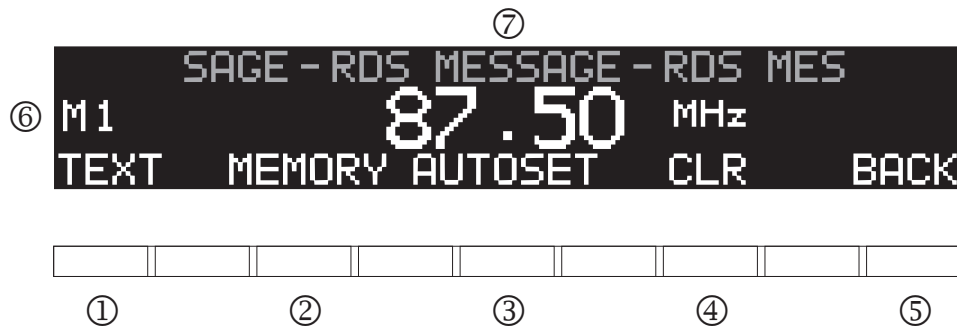 ⑦
SAGE - RDS MESSAGE - RDS MES
⑥ M1 87.50 MHz
TEXT MEMORY AUTOSET CLR BACK
① ② ③ ④ ⑤